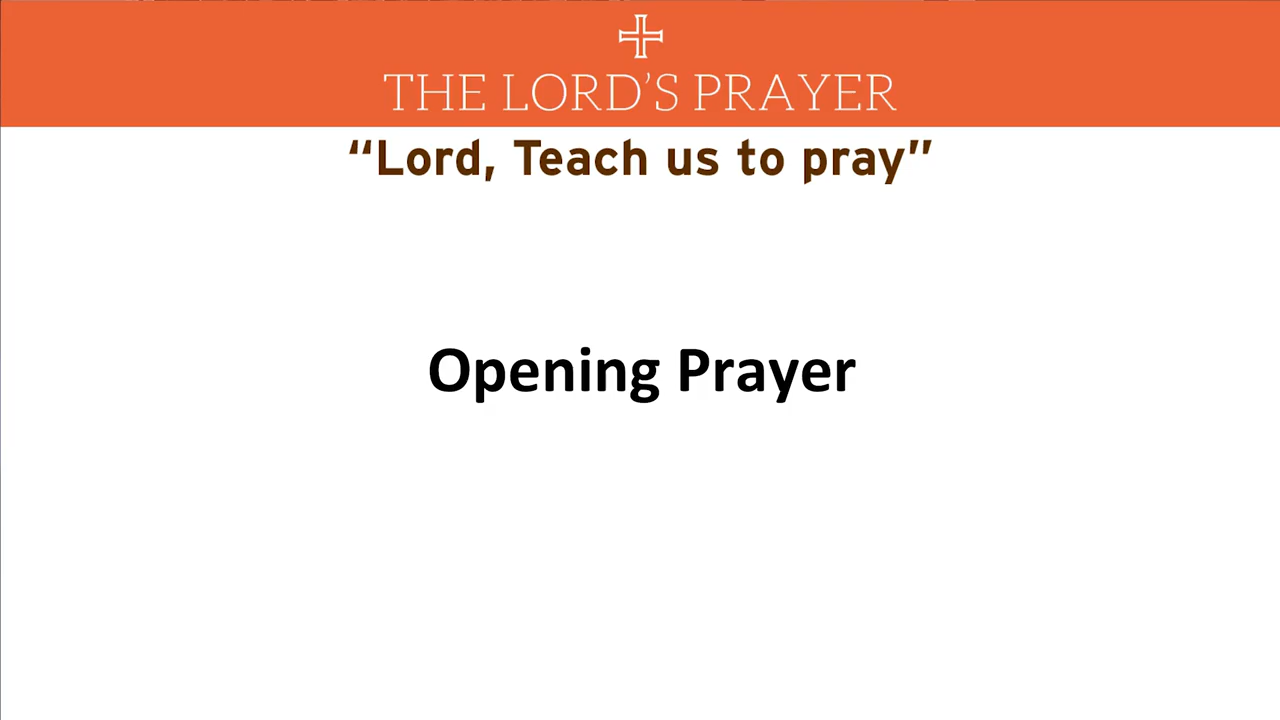 THE LORD’S PRAYER
“Lord, Teach us to pray”
Opening Prayer